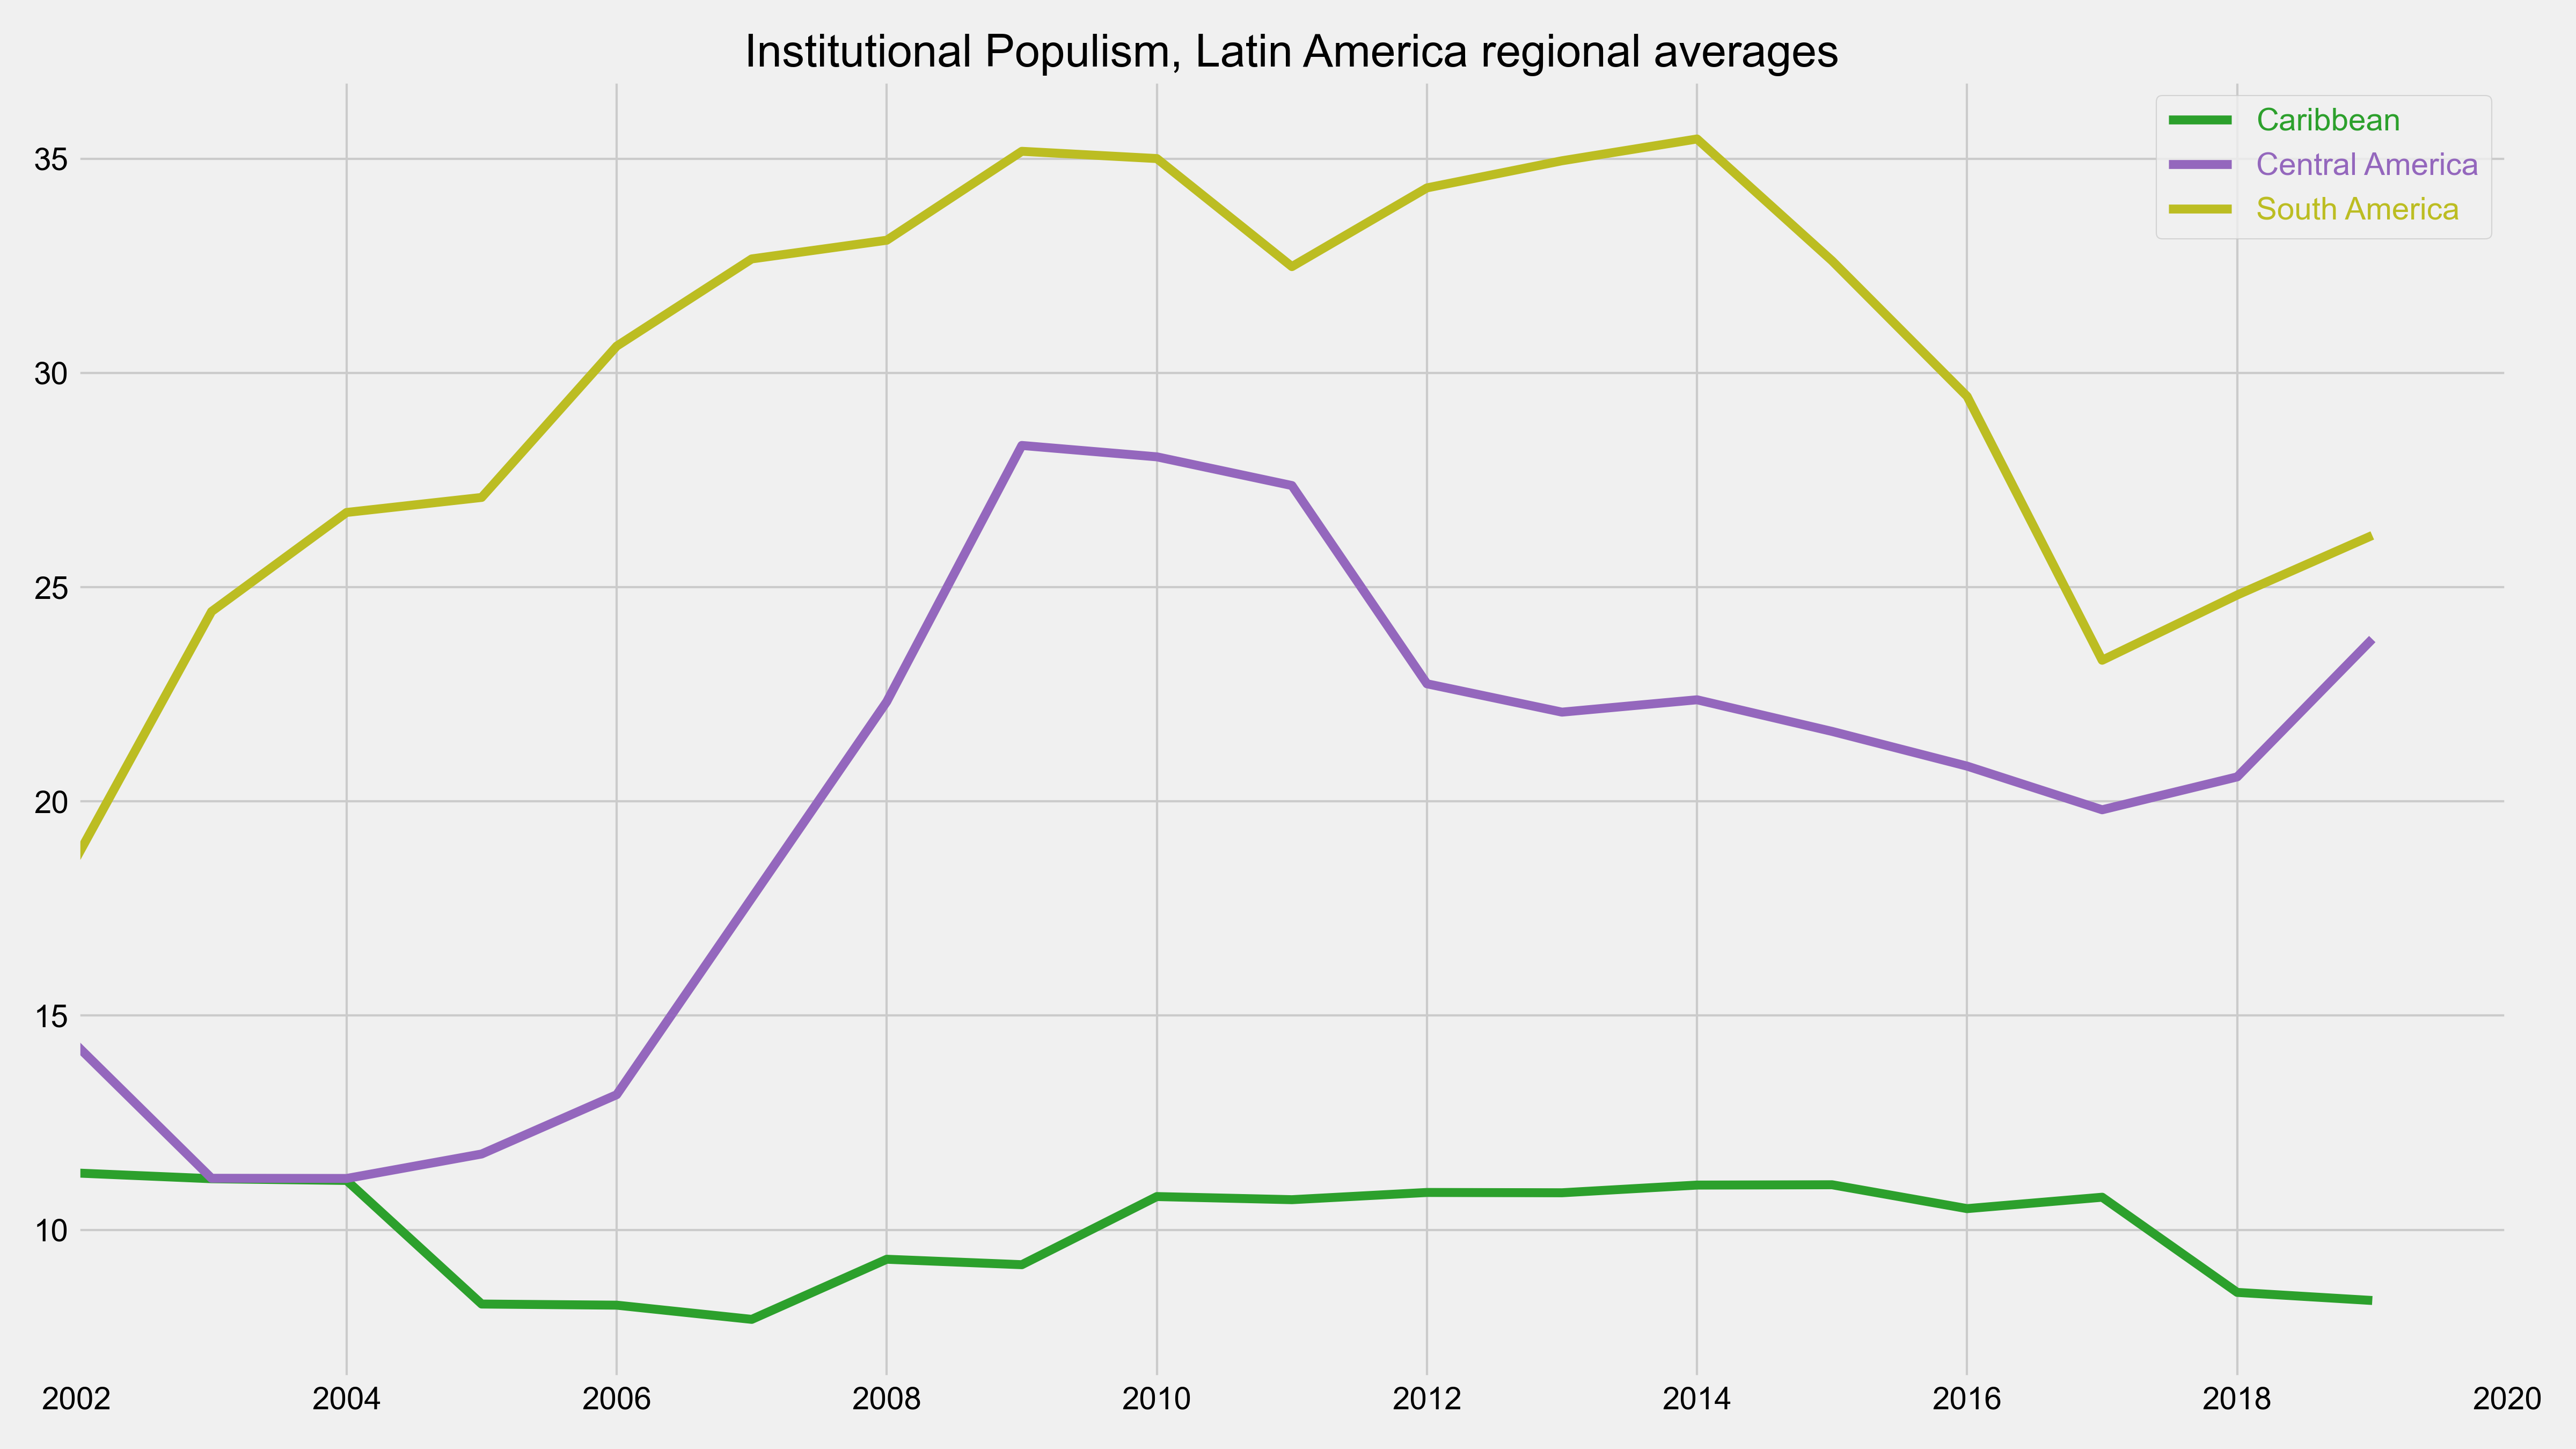 Institutional Populism, Latin America regional averages
Caribbean
Central America
South America
35
30
25
20
15
10
2002 2004 2006 2008 2010 2012 2014 2016 2018 2020